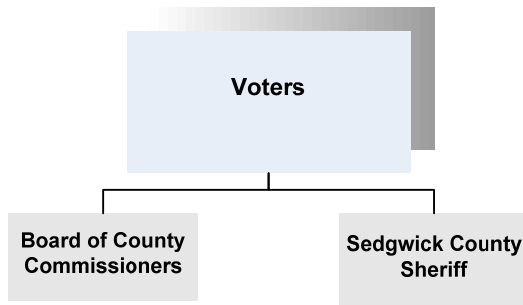 Voters
Board of County
Commissioners
Sedgwick County
Sheriff